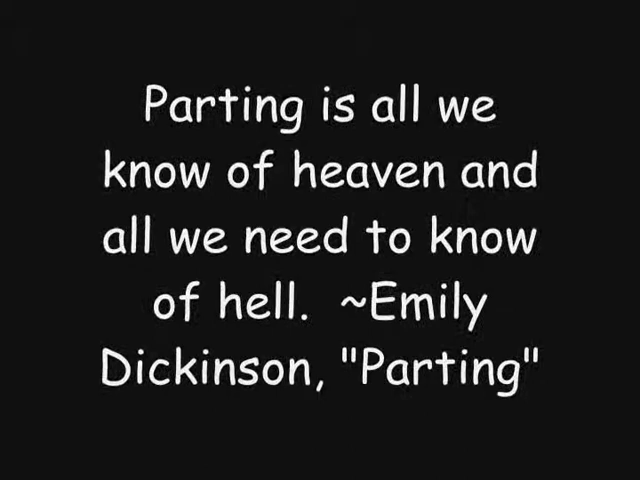 Parting is all we
know of heaven and
all we need to know
of hell.  ~Emily
Dickinson, "Parting"